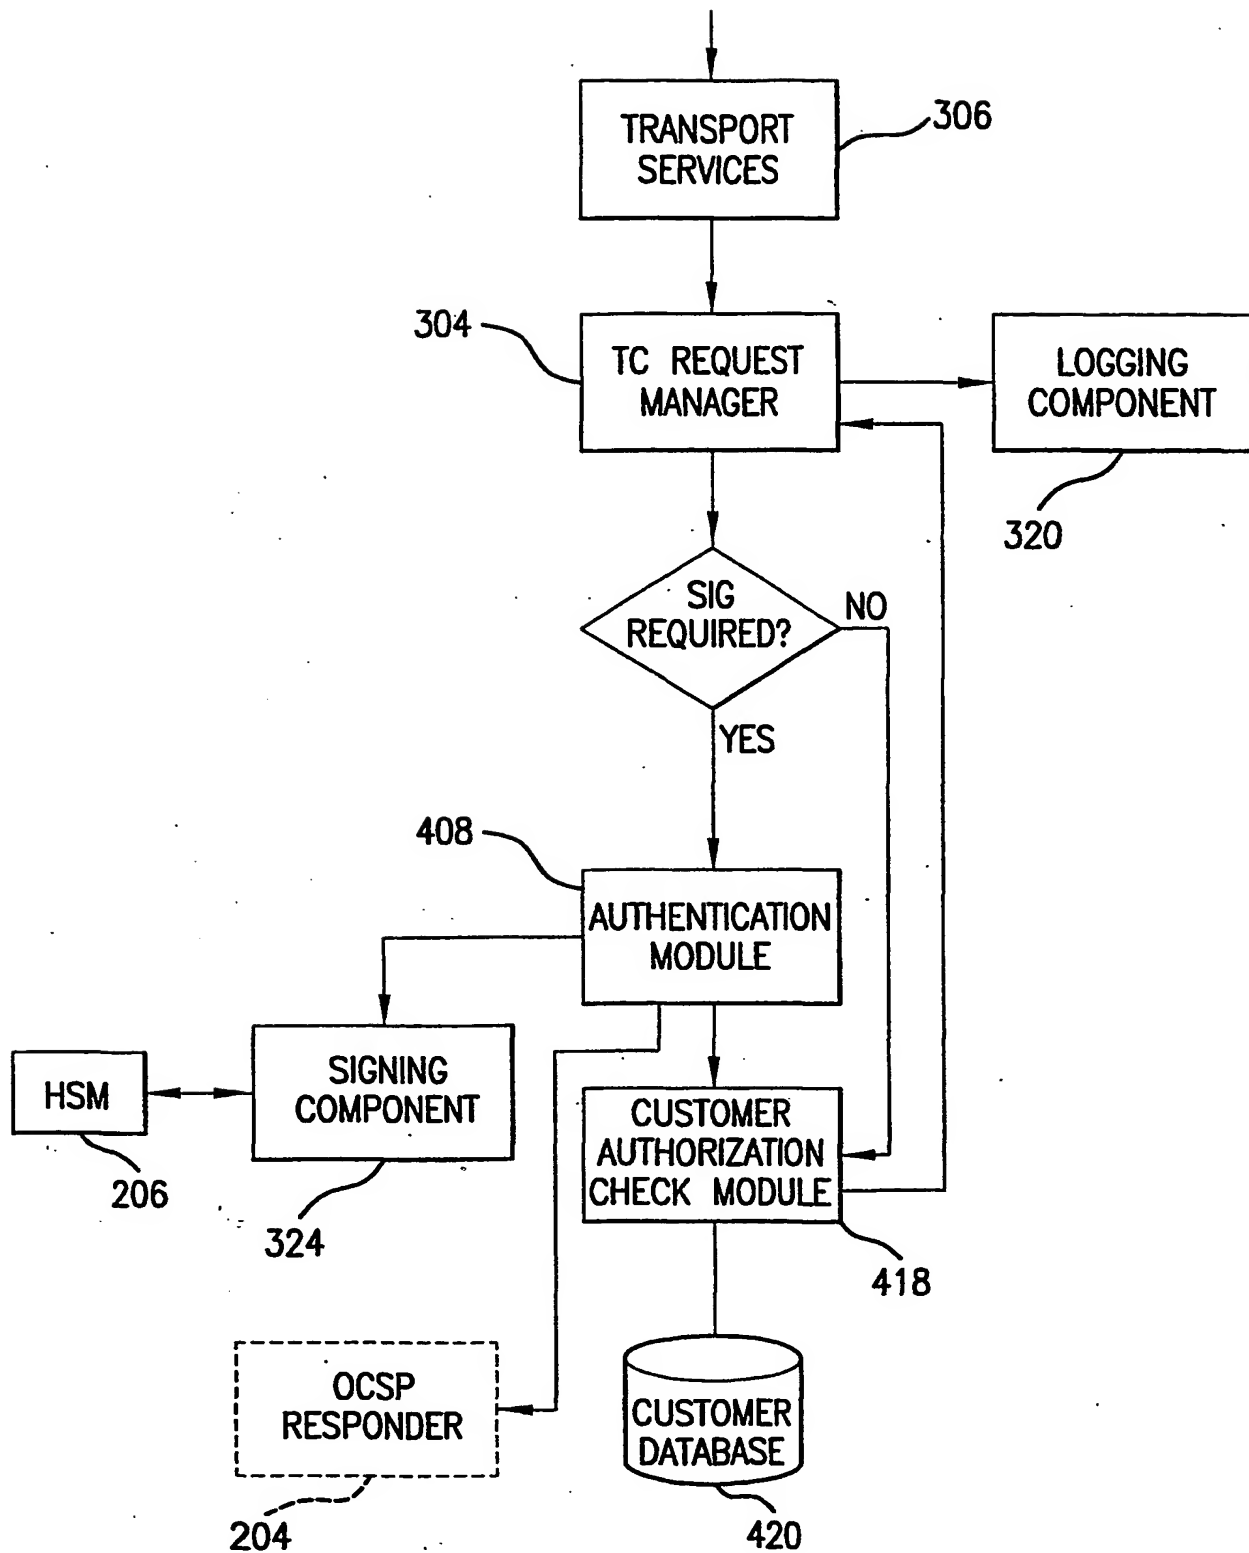 TRANSPORT
SERVICES
306
304
TC REQUEST
MANAGER
LOGGING
COMPONENT
320
SIG
REQUIRED?
NO
YES
408
AUTHENTICATION
MODULE
HSM
206
SIGNING
COMPONENT
324
CUSTOMER
AUTHORIZATION
CHECK MODULE
418
OCSP
RESPONDER
204
CUSTOMER
DATABASE
420